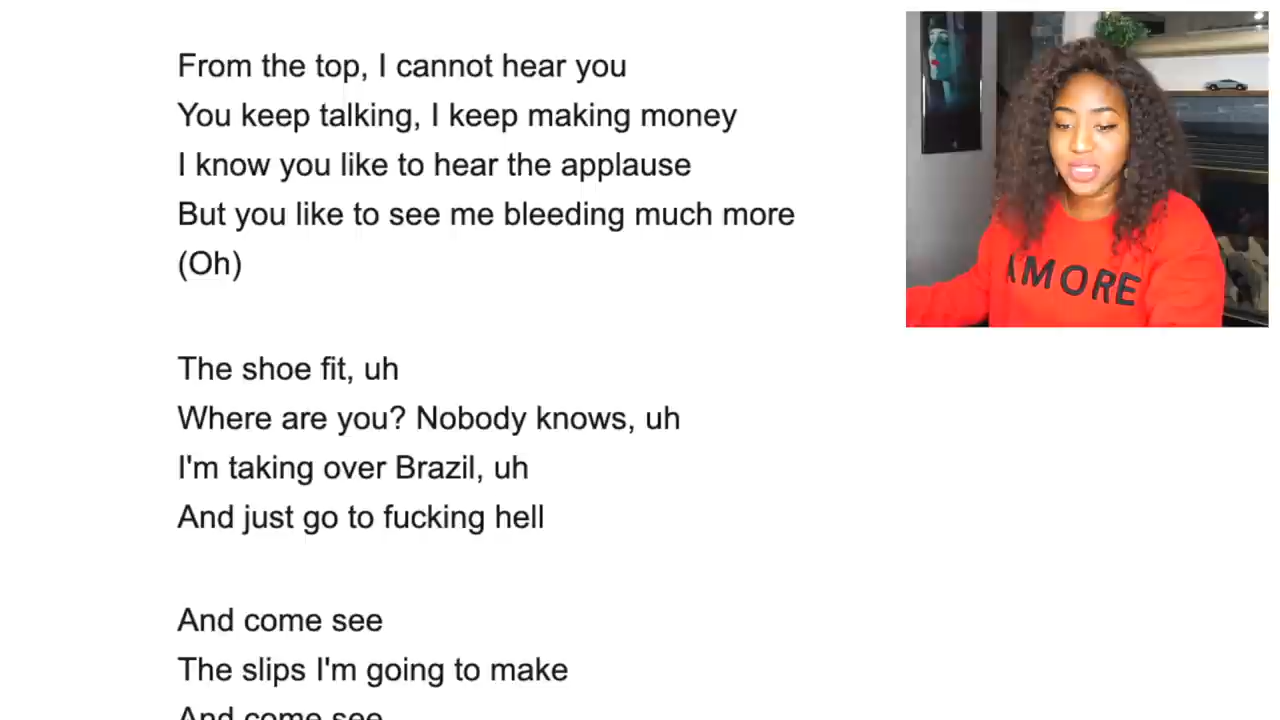 From the top, I cannot hear you
You keep talking, I keep making money
I know you like to hear the applause
But you like to see me bleeding much more
(Oh)
The shoe fit, uh
Where are you? Nobody knows, uh
I'm taking over Brazil, uh
And just go to fucking hell
And come see
The slips I'm going to make
And come see
AMORE